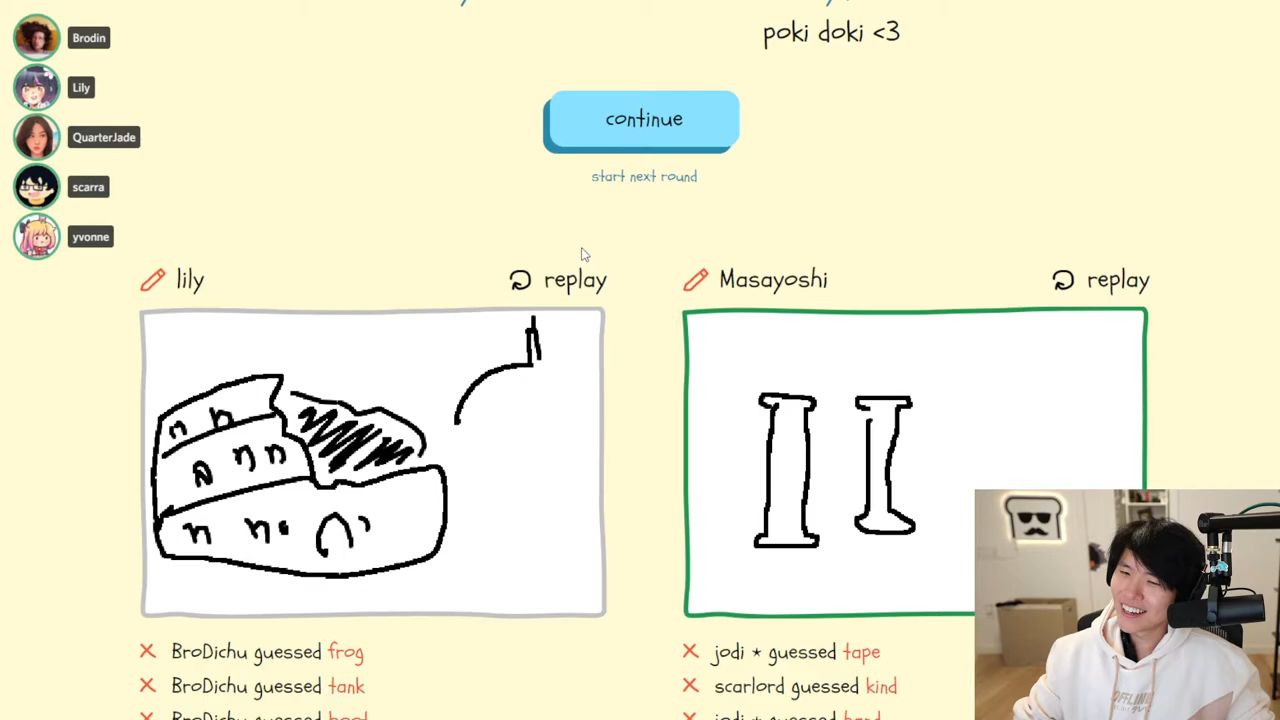 poki doki <3
Brodin
Lily
QuarterJade
scarra
yvonne
continue
start next round
lily
replay
Masayoshi
replay
BroDichu guessed frog
jodi * guessed tape
BroDichu guessed tank
scarlord guessed kind